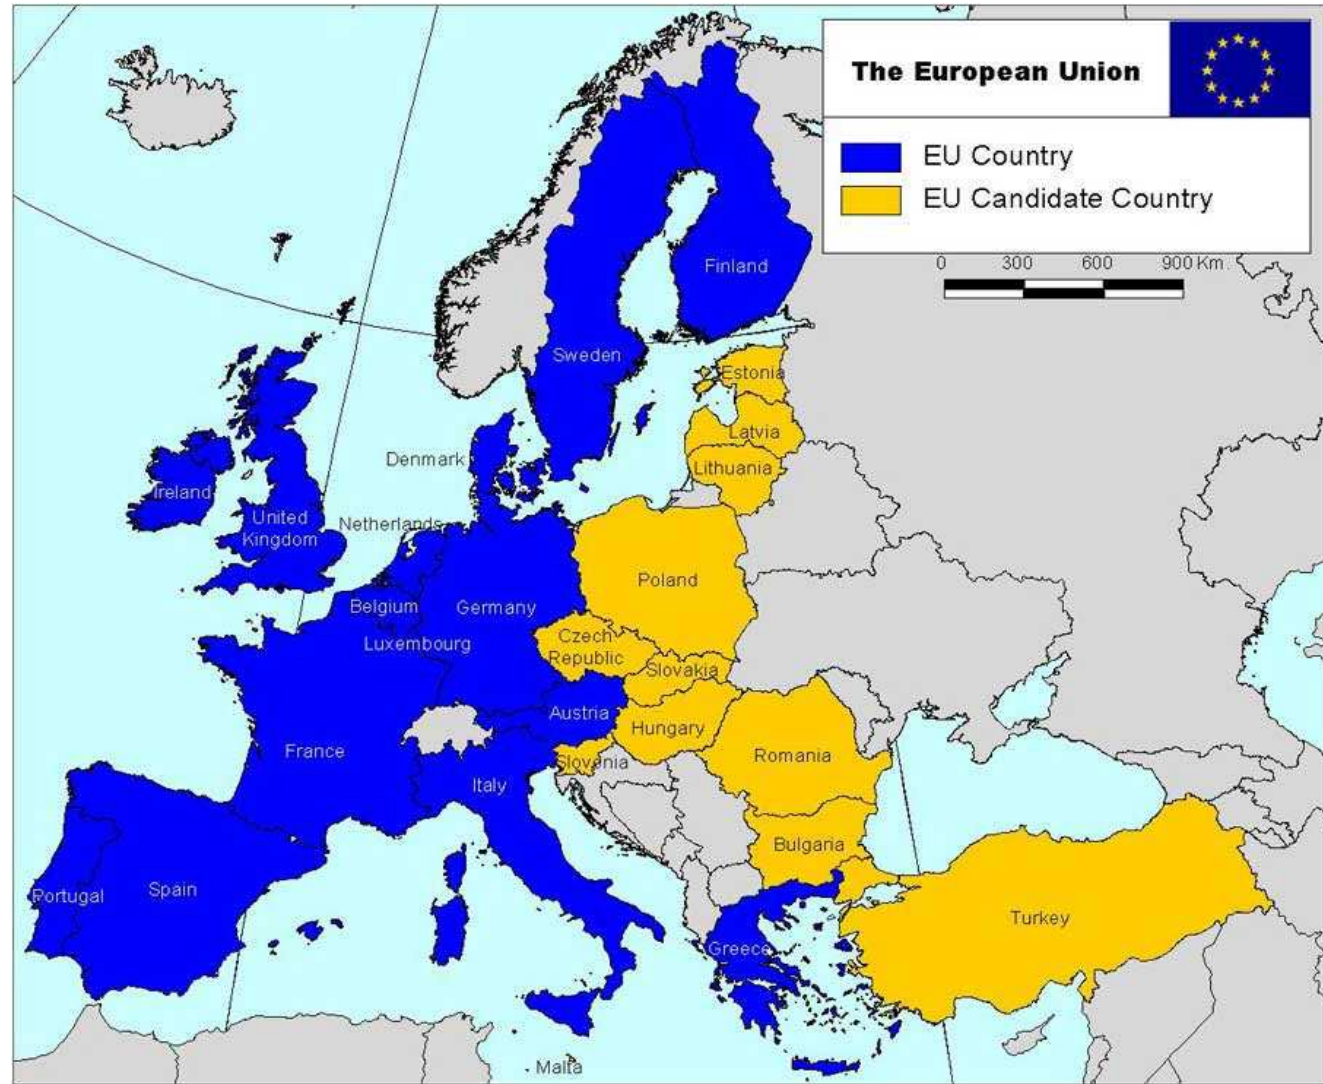 The European Union
EU Country
EU Candidate Country
0 300 600 900 Km.
Finland
Sweden
Estonia
Latvia
Lithuania
Denmark
Ireland
United
Kingdom
Netherlands
Poland
Belgium
Germany
Luxembourg
Czech
Republic
Slovakia
Austria
Hungary
France
Slovenia
Romania
Italy
Bulgaria
Portugal
Spain
Turkey
Greece
Malta